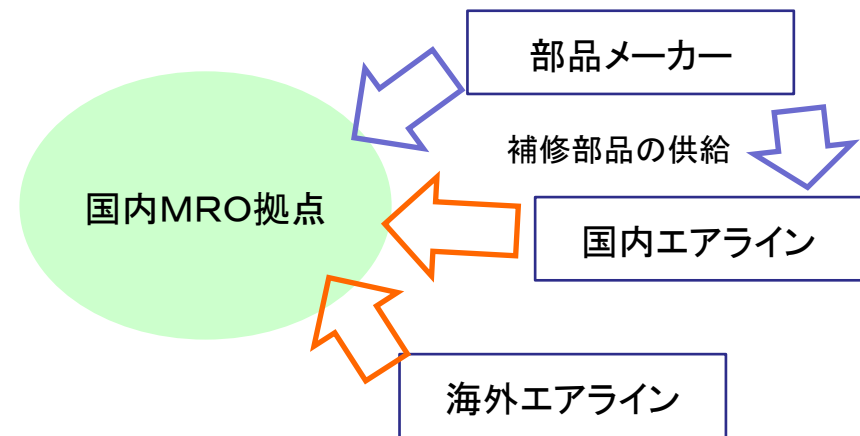 部品メーカー
補修部品の供給
国内MRO拠点
国内エアライン
海外エアライン